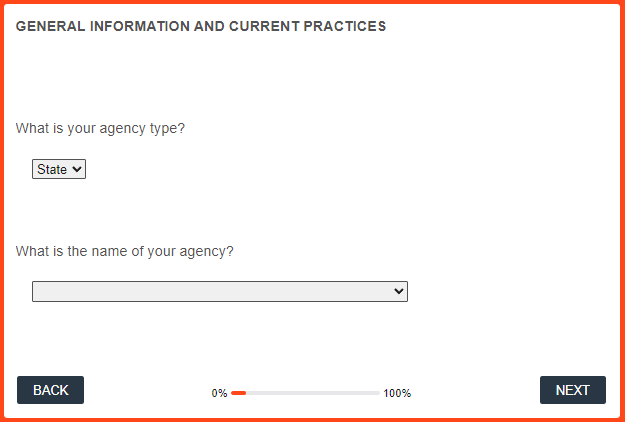 GENERAL INFORMATION AND CURRENT PRACTICES
What is your agency type?
State
What is the name of your agency?
BACK
0% 100%
NEXT